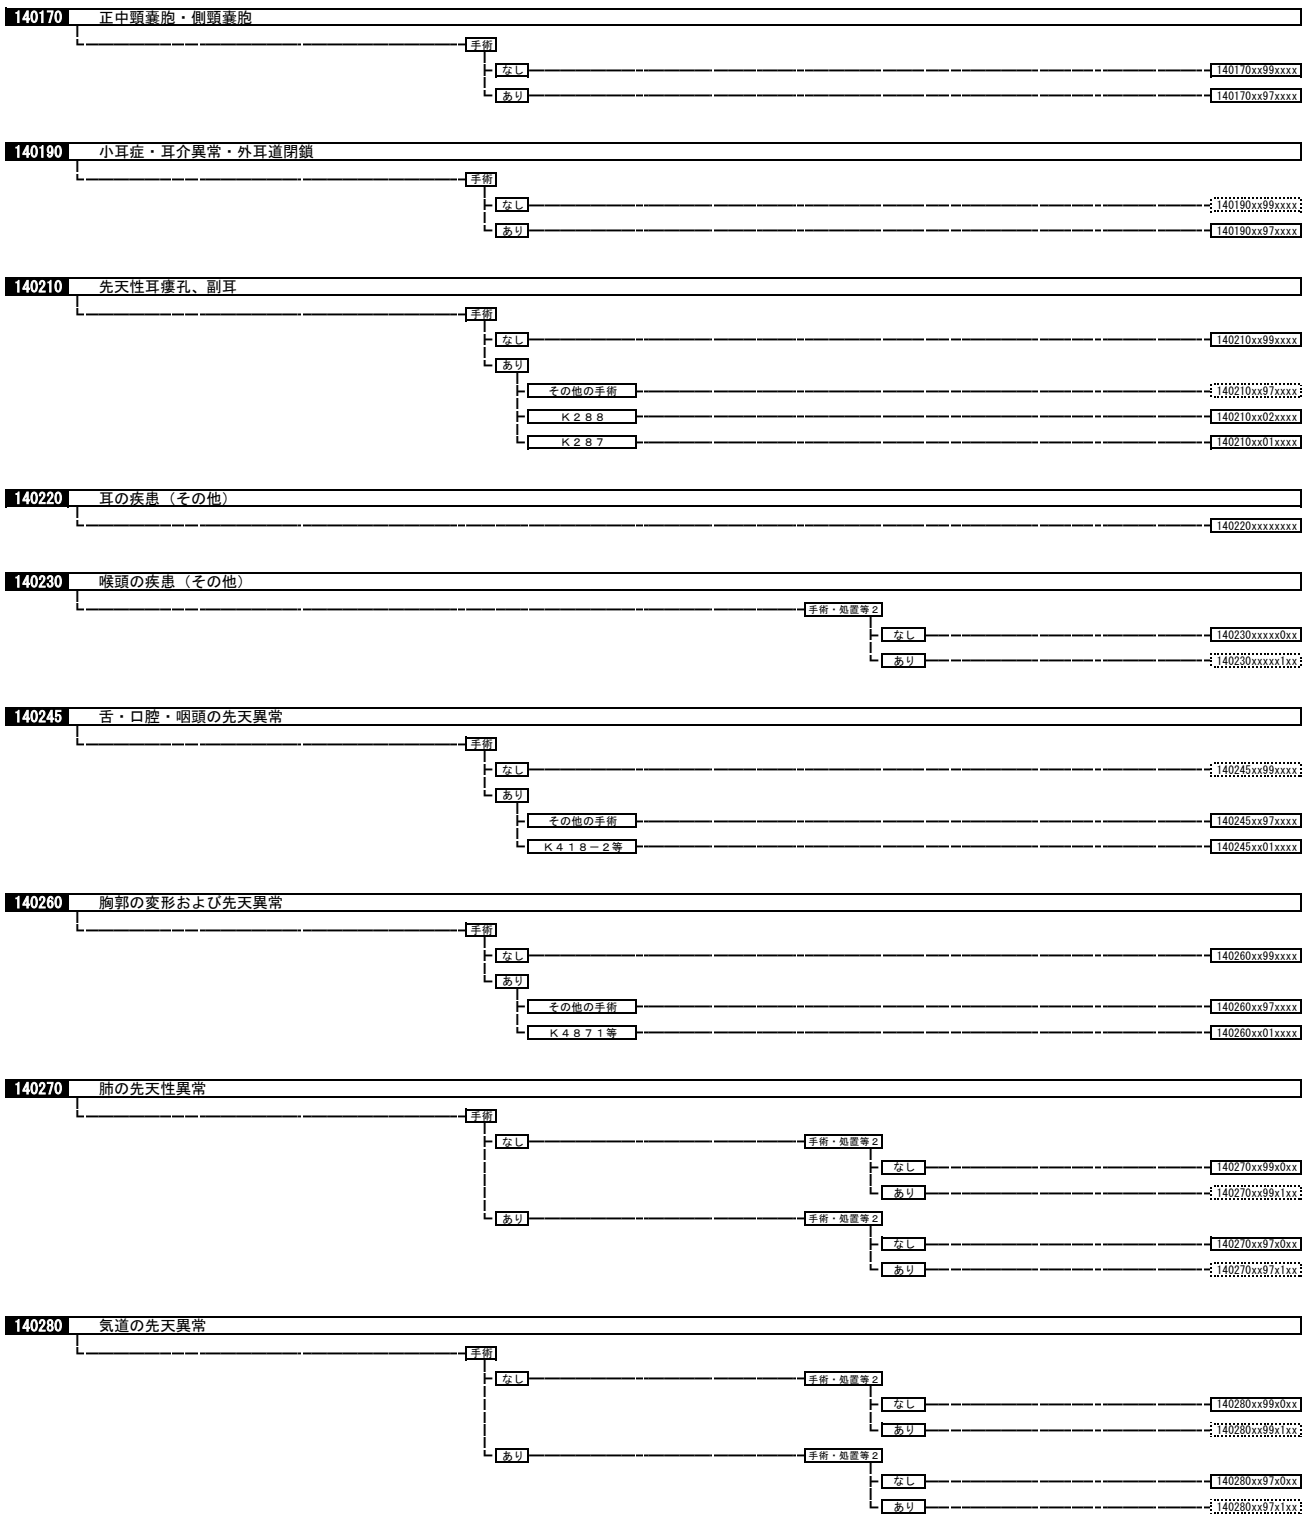 140170 正中頸嚢胞・側頸嚢胞
手術
なし 140170xx99xxxx
あり 140170xx97xxxx
140190 小耳症・耳介異常・外耳道閉鎖
手術
なし 140190xx99xxxx
あり 140190xx97xxxx
140210 先天性耳瘻孔、副耳
手術
なし 140210xx99xxxx
あり
その他の手術 140210xx97xxxx
K288 140210xx02xxxx
K287 140210xx01xxxx
140220 耳の疾患（その他）
140220xxxxxxxx
140230 喉頭の疾患（その他）
手術・処置等2
なし 140230xxxxx0xx
あり 140230xxxxx1xx
140245 舌・口腔・咽頭の先天異常
手術
なし 140245xx99xxxx
あり
その他の手術 140245xx97xxxx
K418－2等 140245xx01xxxx
140260 胸郭の変形および先天異常
手術
なし 140260xx99xxxx
あり
その他の手術 140260xx97xxxx
K4871等 140260xx01xxxx
140270 肺の先天性異常
手術
なし 手術・処置等2
なし 140270xx99x0xx
あり 140270xx99x1xx
あり 手術・処置等2
なし 140270xx97x0xx
あり 140270xx97x1xx
140280 気道の先天異常
手術
なし 手術・処置等2
なし 140280xx99x0xx
あり 140280xx99x1xx
あり 手術・処置等2
なし 140280xx97x0xx
あり 140280xx97x1xx